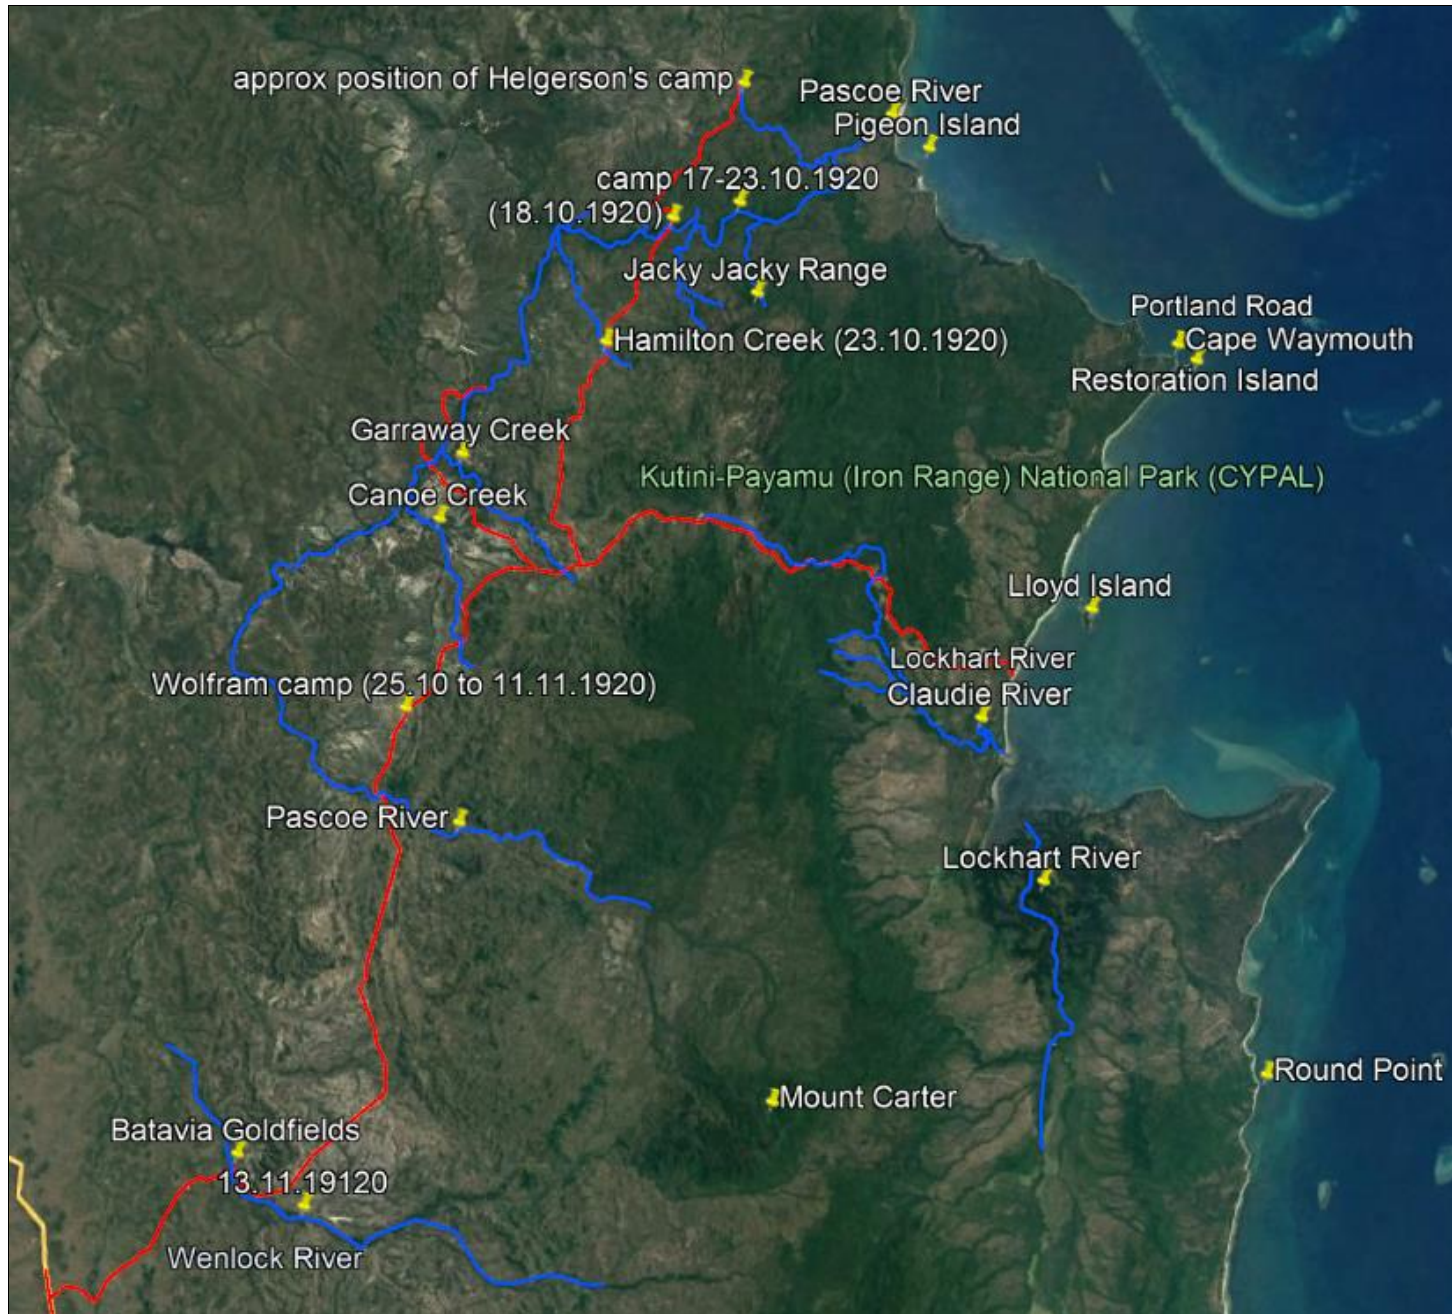 approx position of Helgerson's camp
Pascoe River
Pigeon Island
camp 17-23.10.1920
(18.10.1920)
Jacky Jacky Range
Portland Road
Hamilton Creek (23.10.1920)
Cape Waymouth
Restoration Island
Garraway Creek
Kutini-Payamu (Iron Range) National Park (CYPAL)
Canoe Creek
Lloyd Island
Lockhart River
Wolfram camp (25.10 to 11.11.1920)
Claudie River
Pascoe River
Lockhart River
Round Point
Mount Carter
Batavia Goldfields
13.11.19120
Wenlock River